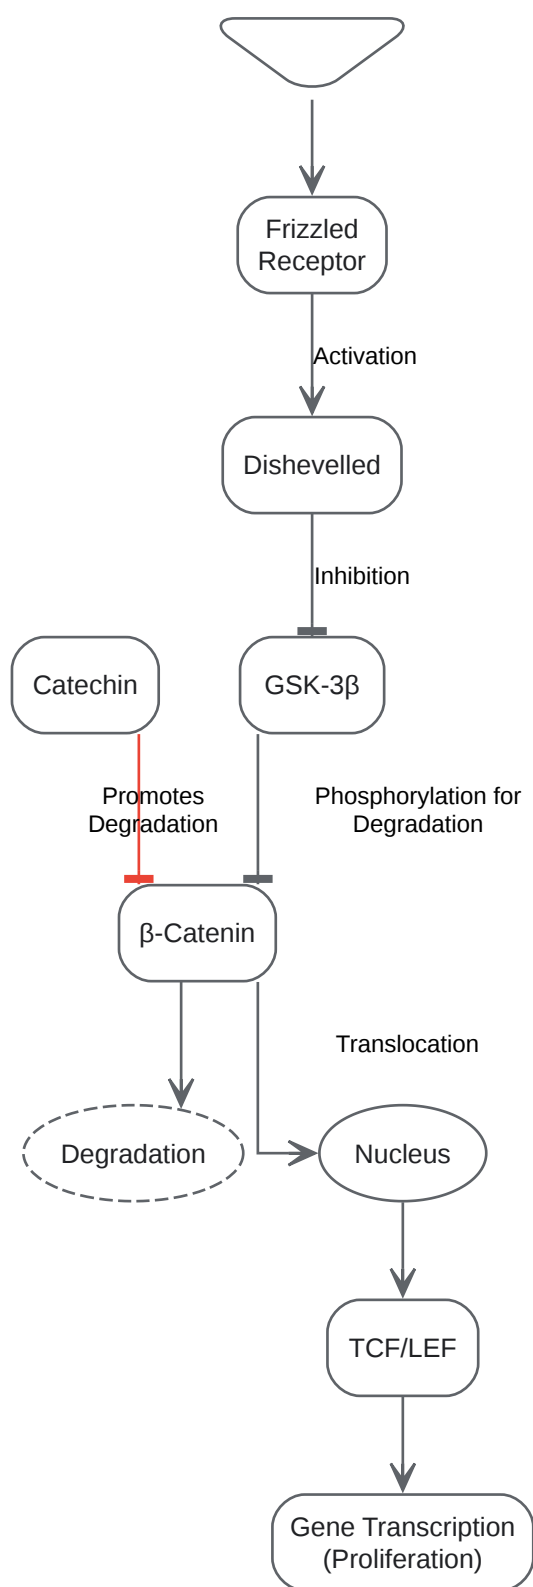 Frizzled
Receptor
Activation
Dishevelled
Inhibition
Catechin
GSK-3β
Promotes
Degradation
Phosphorylation for
Degradation
β-Catenin
Translocation
Degradation
Nucleus
TCF/LEF
Gene Transcription
(Proliferation)